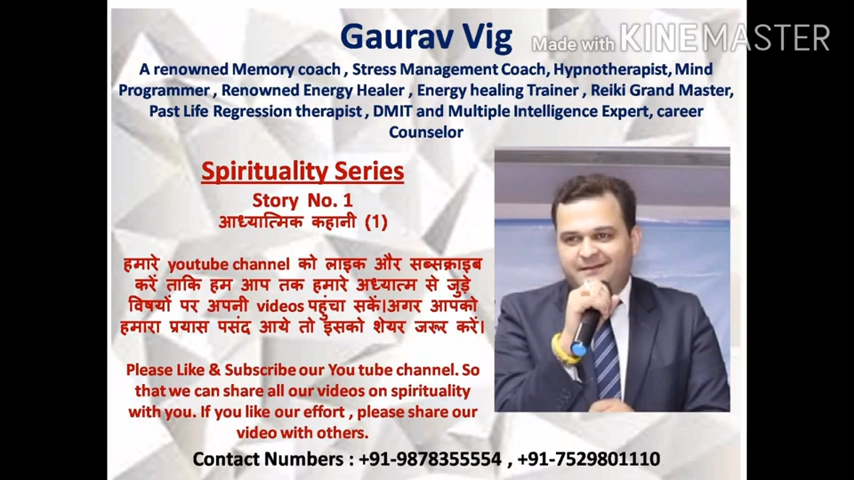 Gaurav Vig
Made with KINEMASTER
A renowned Memory coach , Stress Management Coach, Hypnotherapist, Mind
Programmer , Renowned Energy Healer , Energy healing Trainer , Reiki Grand Master,
Past Life Regression therapist , DMIT and Multiple Intelligence Expert, career
Counselor
Spirituality Series
Story No. 1
आध्यात्मिक कहानी (1)
हमारे youtube channel को लाइक और सब्सक्राइब
करें ताकि हम आप तक हमारे अध्यात्म से जुड़े
विषयों पर अपनी videos पहुंचा सकें।अगर आपको
हमारा प्रयास पसंद आये तो इसको शेयर जरूर करें।
Please Like & Subscribe our You tube channel. So
that we can share all our videos on spirituality
with you. If you like our effort , please share our
video with others.
Contact Numbers : +91-9878355554 , +91-7529801110